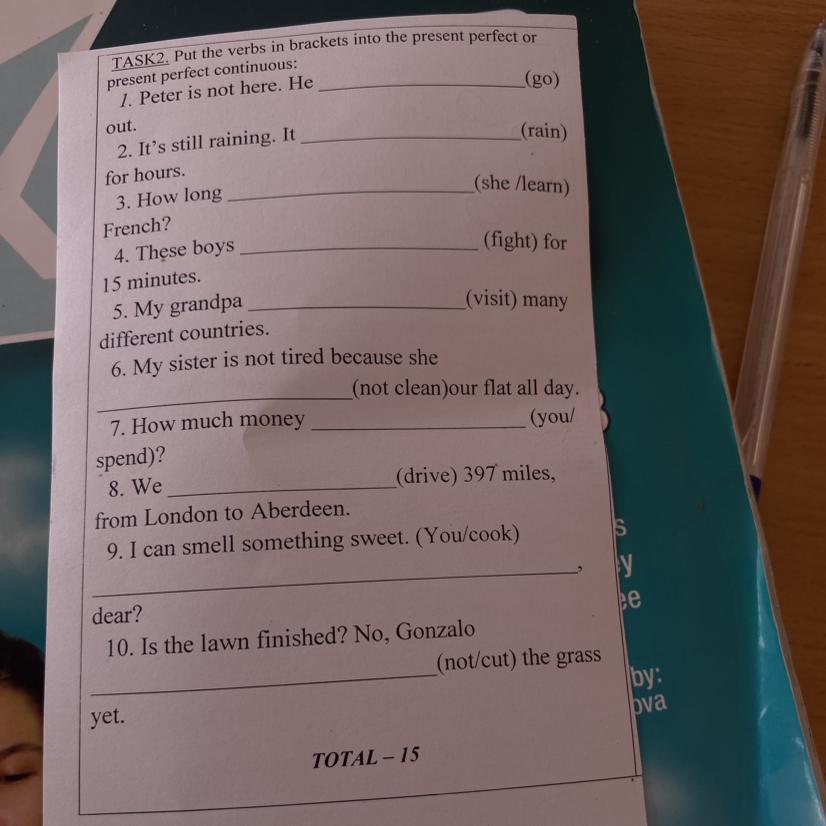 TASK2. Put the verbs in brackets into the present perfect or
present perfect continuous:
1. Peter is not here. He ____________________(go)
out.
2. It's still raining. It ____________________(rain)
for hours.
3. How long ____________________(she /learn)
French?
4. These boys ____________________ (fight) for
15 minutes.
5. My grandpa ____________________(visit) many
different countries.
6. My sister is not tired because she
____________________(not clean)our flat all day.
7. How much money ____________________ (you/
spend)?
8. We ____________________(drive) 397 miles,
from London to Aberdeen.
9. I can smell something sweet. (You/cook)
________________________________________,
dear?
10. Is the lawn finished? No, Gonzalo
____________________(not/cut) the grass
yet.
TOTAL – 15
by: